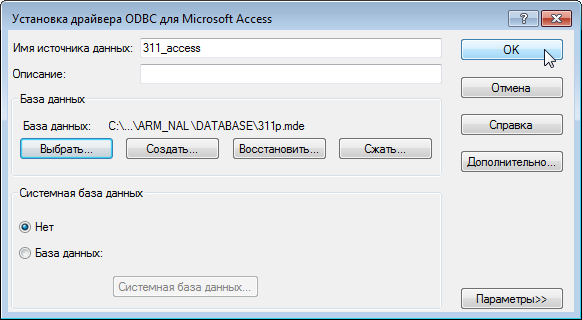 Установка драйвера ODBC для Microsoft Access
Имя источника данных: 311_access OK
Описание: Отмена
База данных
База данных: C:\...\ARM_NAL\DATABASE\311p.mde Справка
Выбрать... Создать... Восстановить... Сжать... Дополнительно...
Системная база данных
Нет
База данных:
Системная база данных...
Параметры>>